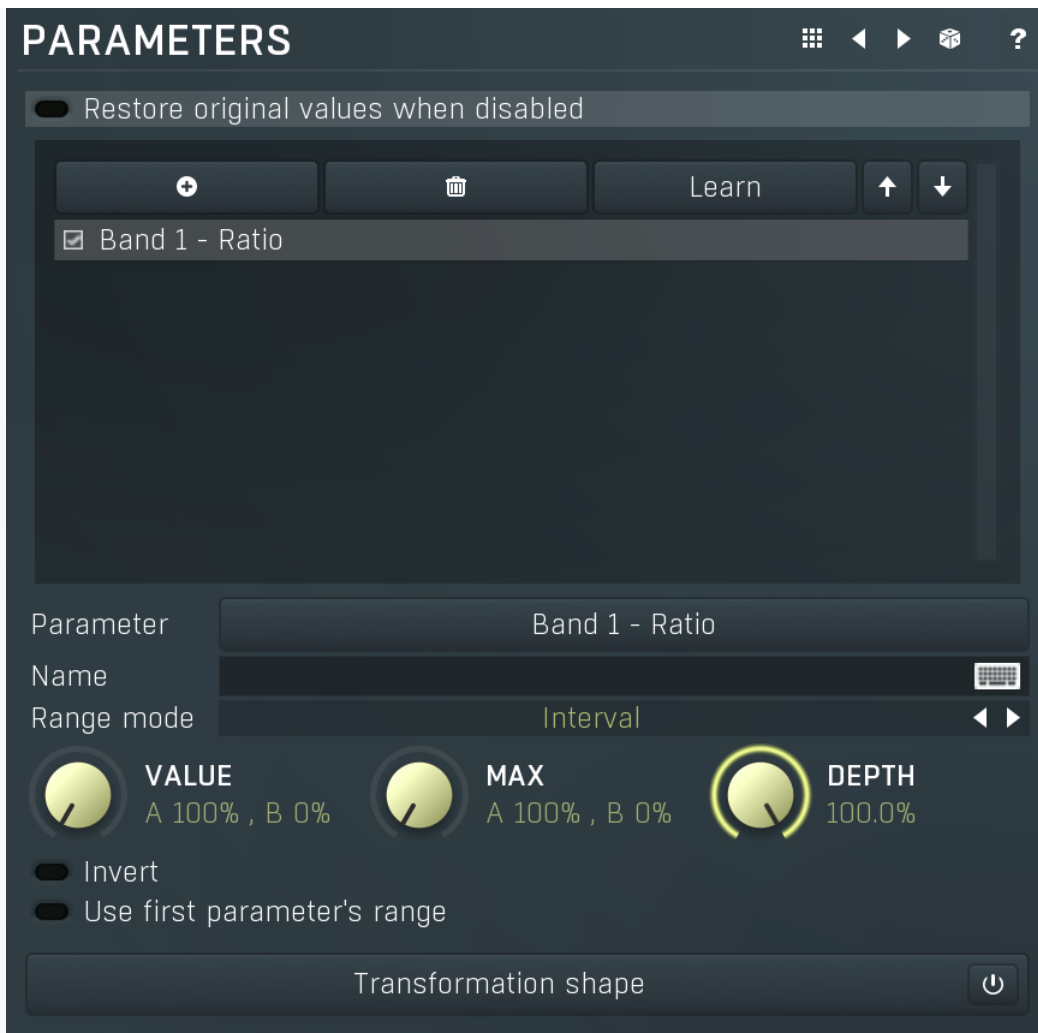 PARAMETERS ?
Restore original values when disabled
Learn
Band 1 - Ratio
Parameter Band 1 - Ratio
Name
Range mode Interval
VALUE MAX DEPTH
A 100% , B 0% A 100% , B 0% 100.0%
Invert
Use first parameter's range
Transformation shape